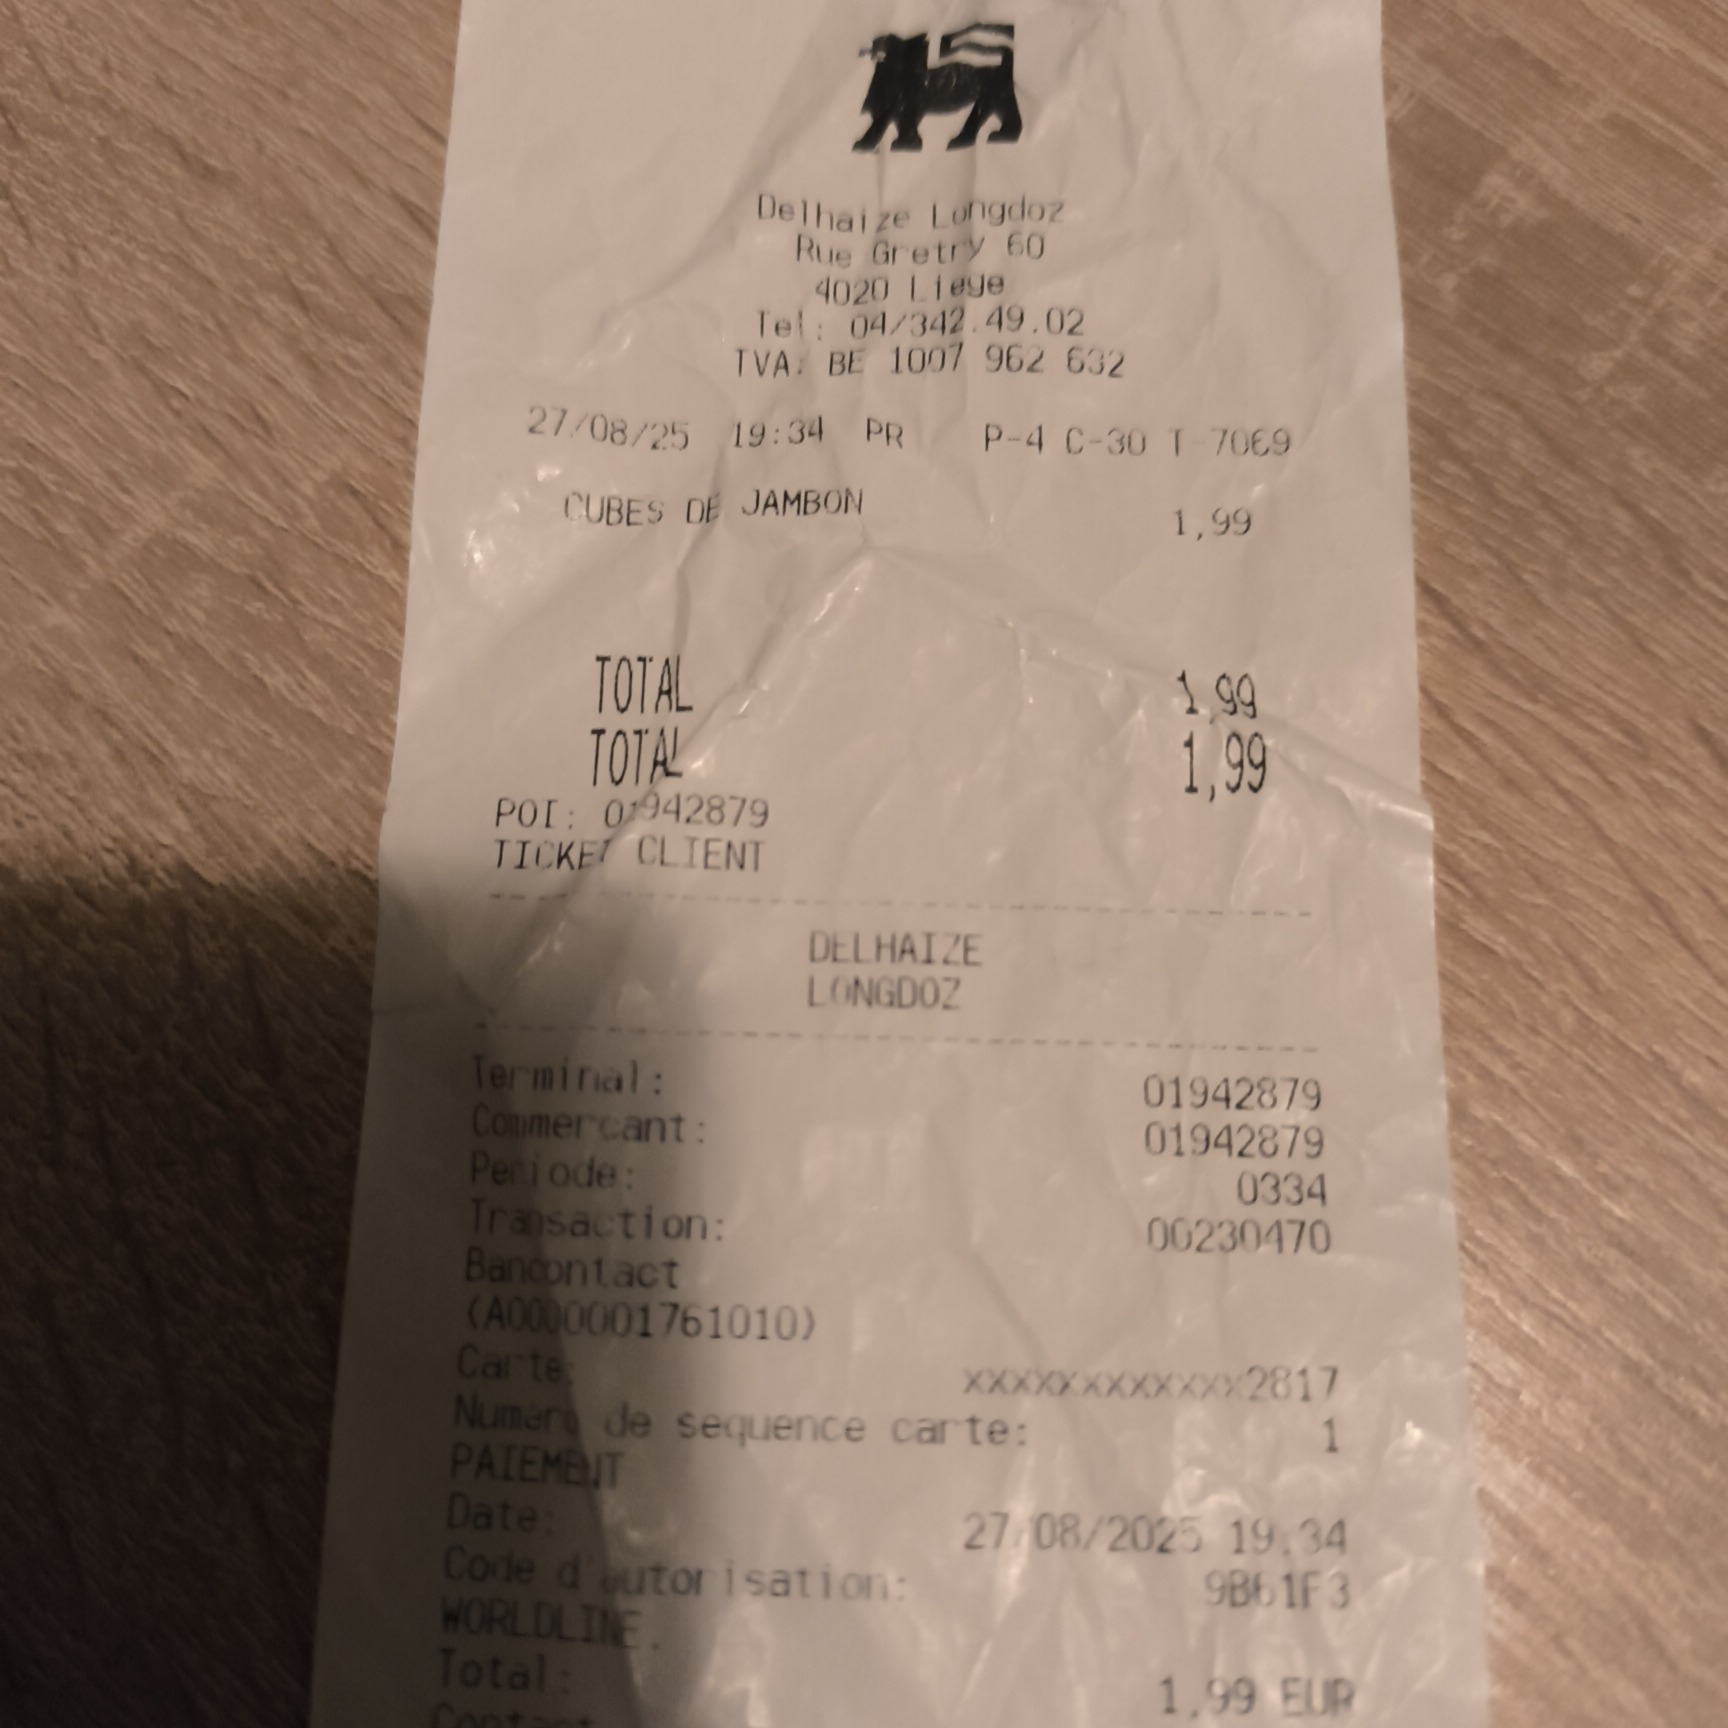 Delhaize Longdoz
Rue Gretry 60
4020 Liege
Tel: 04/342.49.02
TVA: BE 1007 962 632
27/08/25 19:34 PR P-4 C-30 T-7069
CUBES DE JAMBON 1,99
TOTAL 1,99
TOTAL 1,99
POI: 01942879
TICKET CLIENT
DELHAIZE
LONGDOZ
Terminal: 01942879
Commercant: 01942879
Periode: 0334
Transaction: 00230470
Bancontact
(A0000001761010)
Carte: xxxxxxxxxxxxx2817
Numero de sequence carte: 1
PAIEMENT
Date: 27/08/2025 19:34
Code d'autorisation: 9B61F3
WORLDLINE.
Total: 1,99 EUR